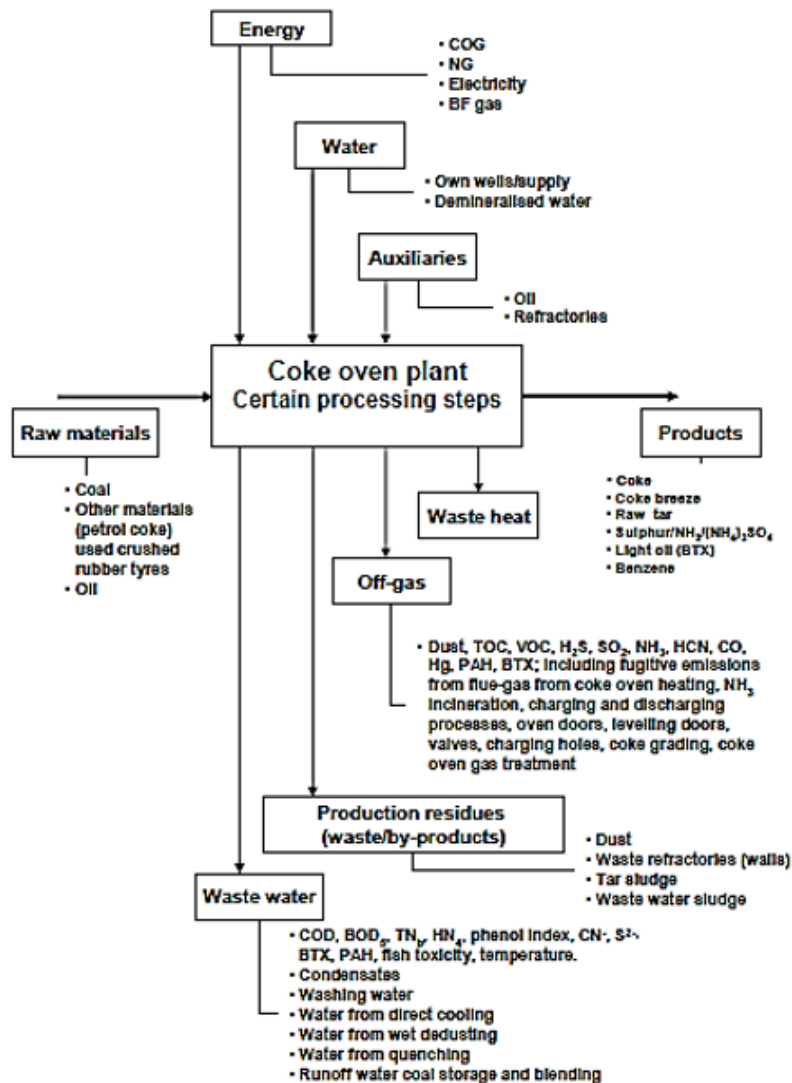 Energy
• COG
• NG
• Electricity
• BF gas
Water
• Own wells/supply
• Demineralised water
Auxiliaries
• Oil
• Refractories
Coke oven plant
Certain processing steps
Raw materials
• Coal
• Other materials
(petrol coke)
used crushed
rubber tyres
• Oil
Products
• Coke
• Coke breeze
• Raw tar
• Sulphur/NH₃/(NH₄)₂SO₄
• Light oil (BTX)
• Benzene
Waste heat
Off-gas
• Dust, TOC, VOC, H₂S, SO₂, NH₃, HCN, CO,
Hg, PAH, BTX; including fugitive emissions
from flue-gas from coke oven heating, NH₃
incineration, charging and discharging
processes, oven doors, levelling doors,
valves, charging holes, coke grading, coke
oven gas treatment
Production residues
(waste/by-products)
• Dust
• Waste refractories (walls)
• Tar sludge
• Waste water sludge
Waste water
• COD, BOD₅, TN_b, HN₄, phenol index, CN-, S²-,
BTX, PAH, fish toxicity, temperature.
• Condensates
• Washing water
• Water from direct cooling
• Water from wet dedusting
• Water from quenching
• Runoff water coal storage and blending